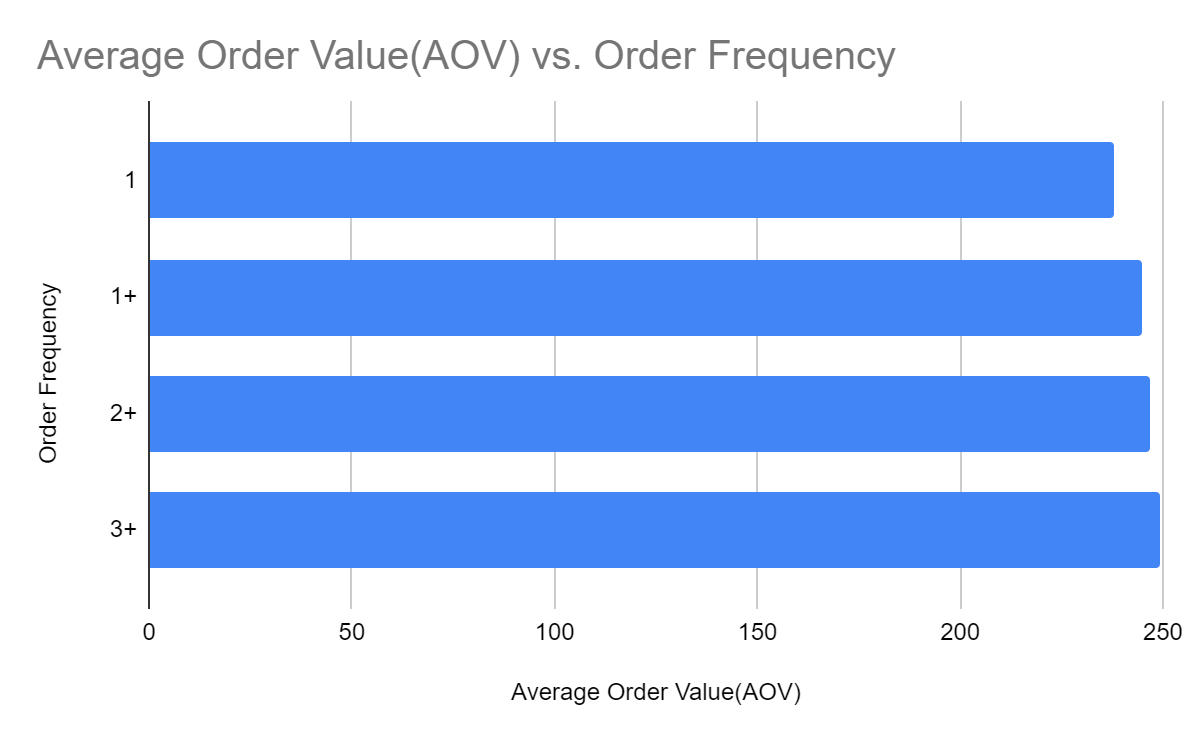 Average Order Value(AOV) vs. Order Frequency
Order Frequency
1
1+
2+
3+
0 50 100 150 200 250
Average Order Value(AOV)